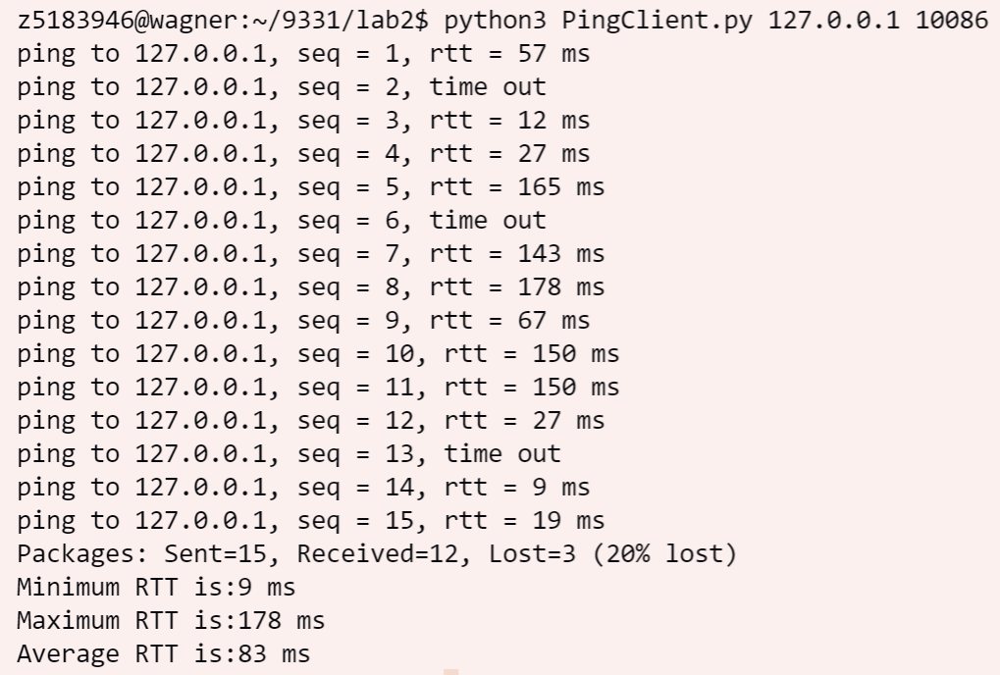 z5183946@wagner:~/9331/lab2$ python3 PingClient.py 127.0.0.1 10086
ping to 127.0.0.1, seq = 1, rtt = 57 ms
ping to 127.0.0.1, seq = 2, time out
ping to 127.0.0.1, seq = 3, rtt = 12 ms
ping to 127.0.0.1, seq = 4, rtt = 27 ms
ping to 127.0.0.1, seq = 5, rtt = 165 ms
ping to 127.0.0.1, seq = 6, time out
ping to 127.0.0.1, seq = 7, rtt = 143 ms
ping to 127.0.0.1, seq = 8, rtt = 178 ms
ping to 127.0.0.1, seq = 9, rtt = 67 ms
ping to 127.0.0.1, seq = 10, rtt = 150 ms
ping to 127.0.0.1, seq = 11, rtt = 150 ms
ping to 127.0.0.1, seq = 12, rtt = 27 ms
ping to 127.0.0.1, seq = 13, time out
ping to 127.0.0.1, seq = 14, rtt = 9 ms
ping to 127.0.0.1, seq = 15, rtt = 19 ms
Packages: Sent=15, Received=12, Lost=3 (20% lost)
Minimum RTT is:9 ms
Maximum RTT is:178 ms
Average RTT is:83 ms